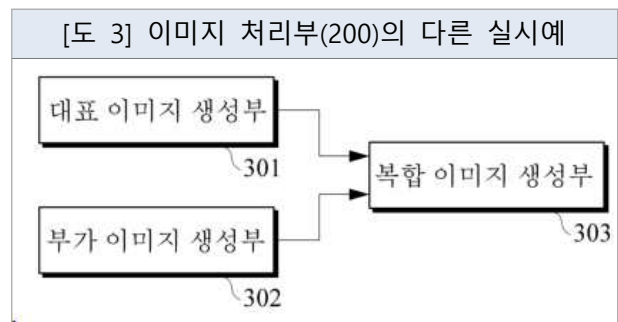 [도 3] 이미지 처리부(200)의 다른 실시예
대표 이미지 생성부
301
복합 이미지 생성부
303
부가 이미지 생성부
302